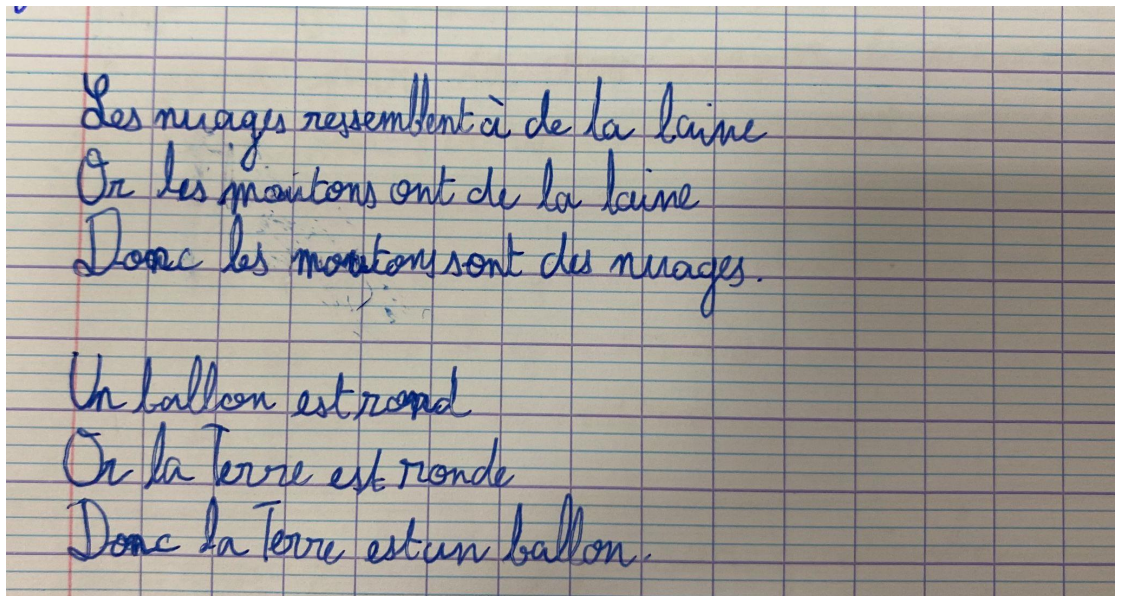 Les nuages ressemblent à de la laine
Or les moutons ont de la laine
Donc les moutons sont des nuages.
Un ballon est rond
Or la Terre est ronde
Donc la Terre est un ballon.